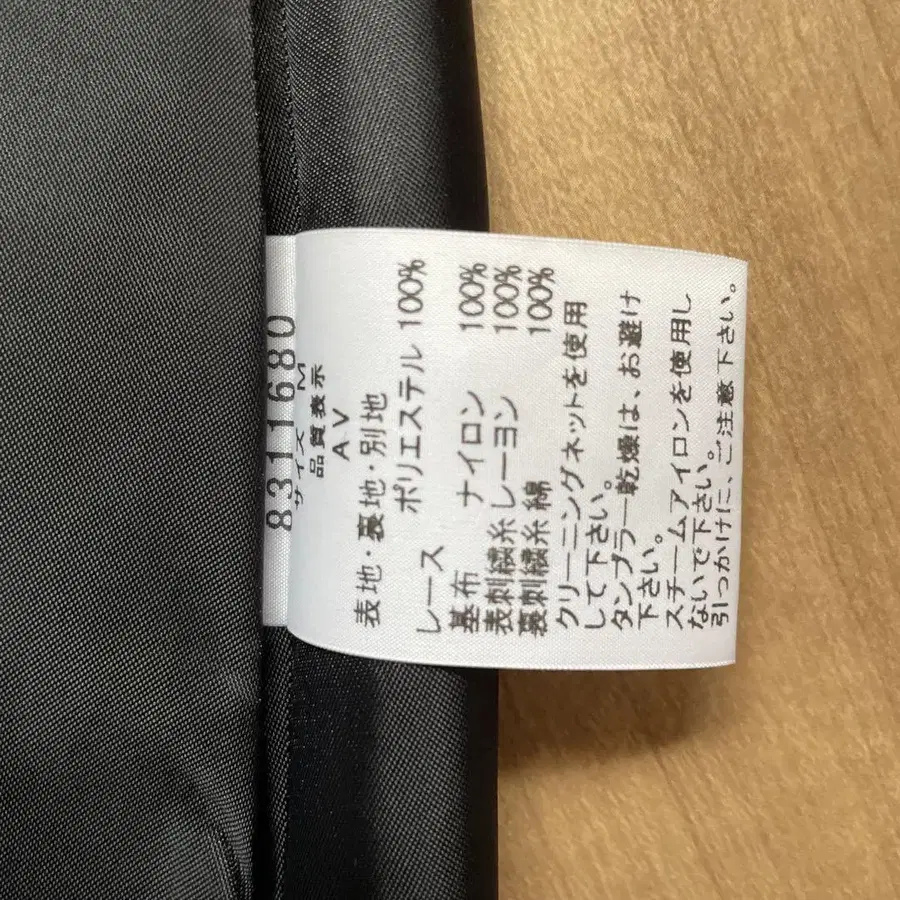 8311680
サイズ M
品質表示
AV
表地・裏地・別地
ポリエステル 100%
レース
基布 ナイロン 100%
表刺繍糸 レーヨン 100%
裏刺繍糸 綿 100%
クリーニングネットを使用
して下さい。
タンブラー乾燥は、お避け
下さい。
スチームアイロンを使用し
ないで下さい。
引っかけに、ご注意下さい。